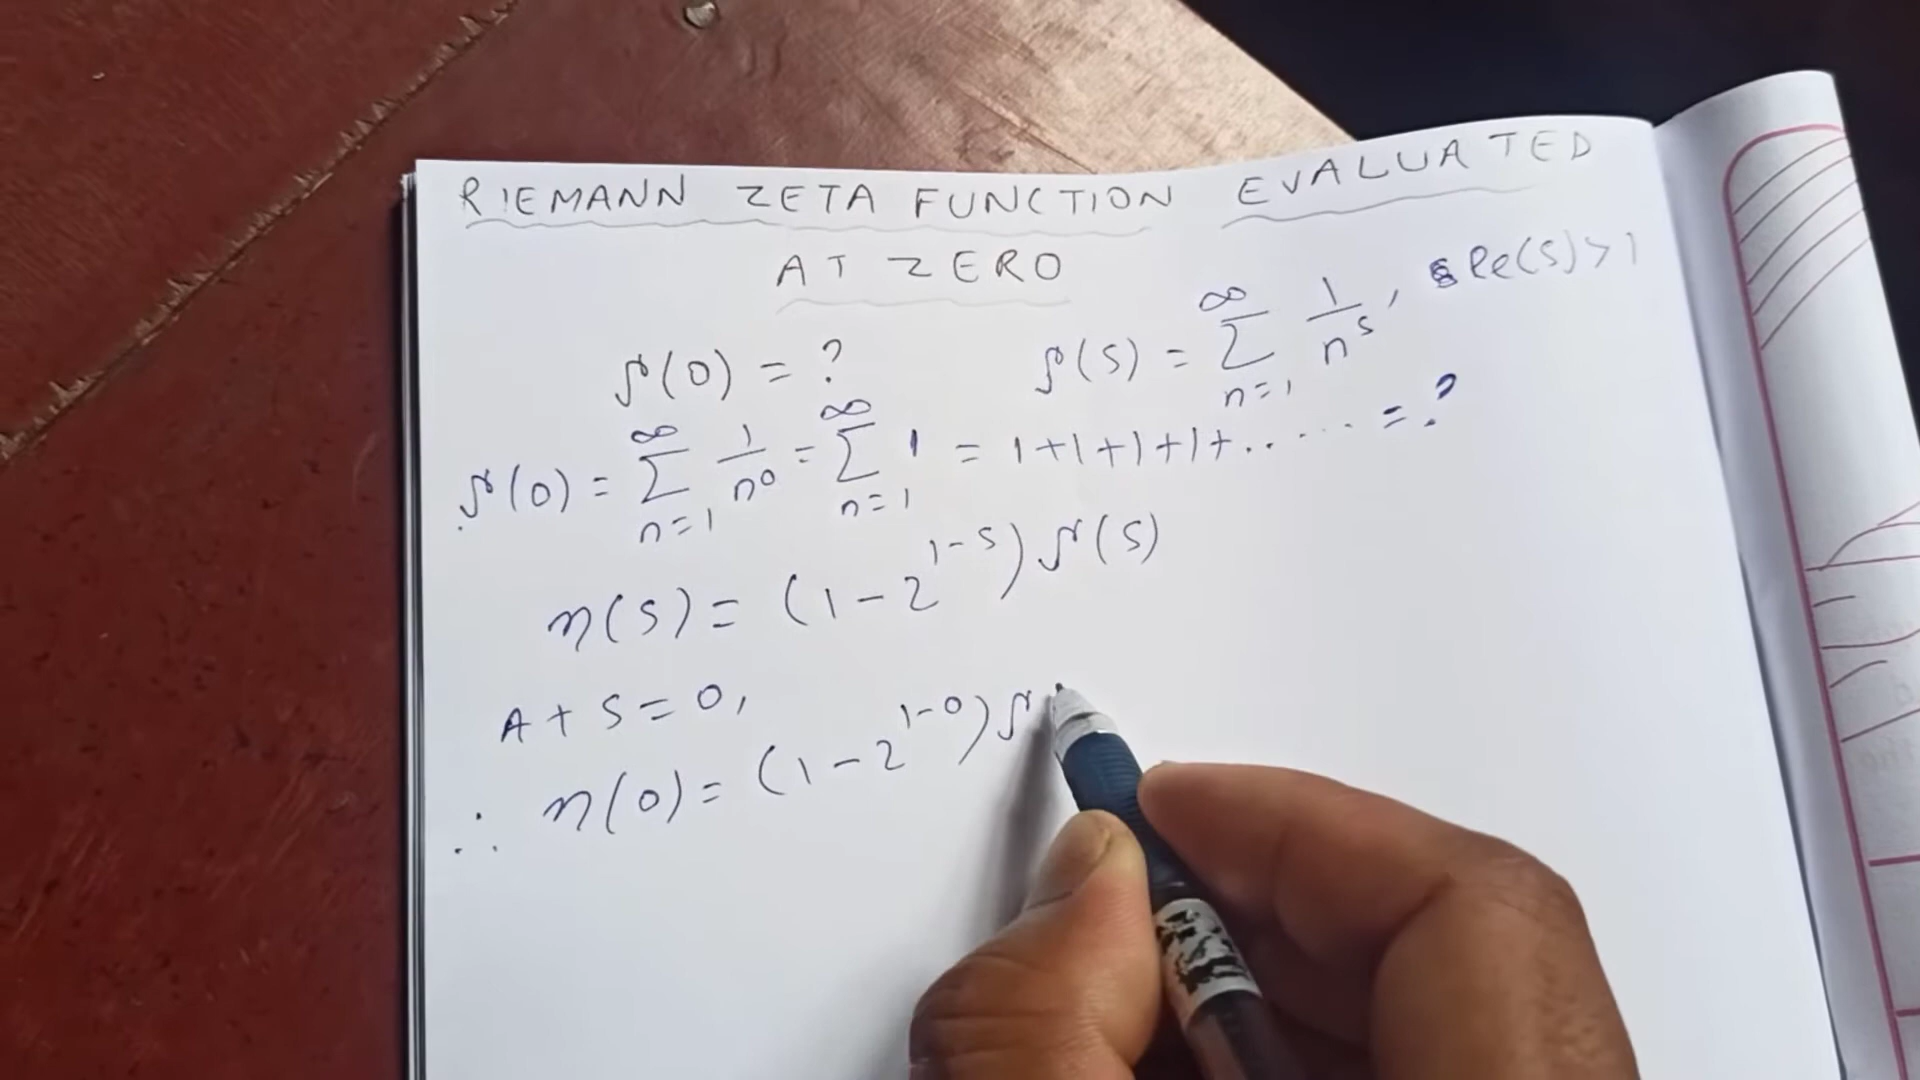 RIEMANN ZETA FUNCTION EVALUATED
AT ZERO
ζ(0) = ?
ζ(s) = ∑_{n=1}^{∞} 1/n^s, Re(s)>1
ζ(0) = ∑_{n=1}^{∞} 1/n^0 = ∑_{n=1}^{∞} 1 = 1+1+1+1+...... = ?
η(s) = (1-2^{1-s}) ζ(s)
At s=0,
∴ η(0) = (1-2^{1-0}) ζ